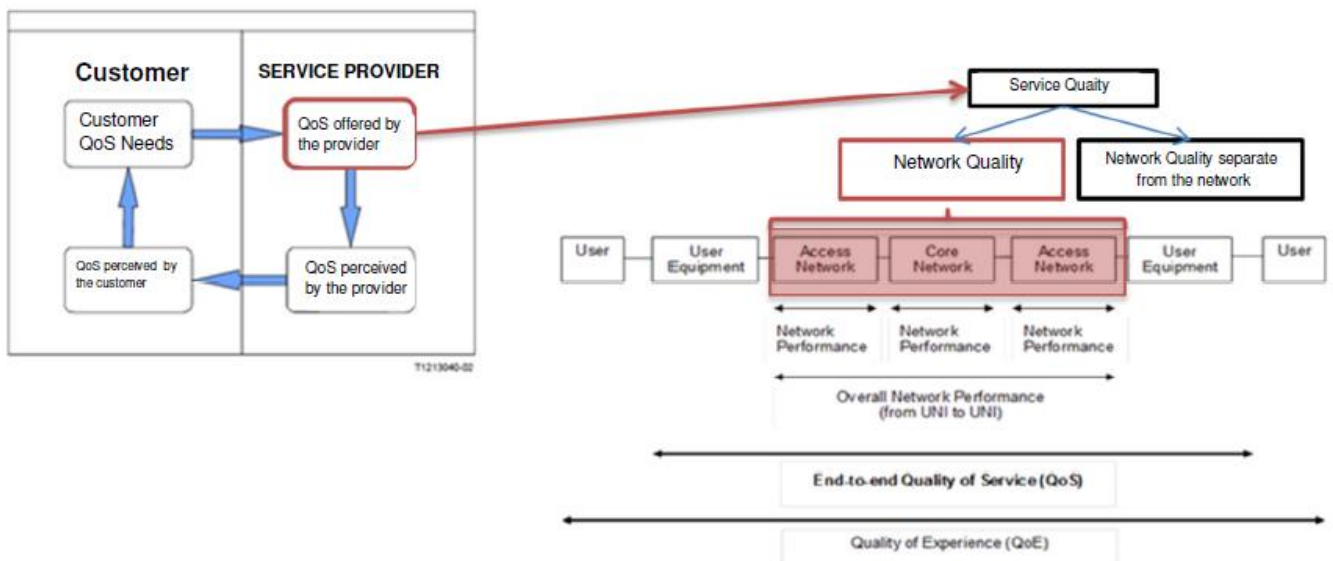 Customer
SERVICE PROVIDER
Customer
QoS Needs
QoS offered by
the provider
QoS perceived by
the customer
QoS perceived
by the provider
T1213040-02
Service Quaity
Network Quality
Network Quality separate
from the network
User
User
Equipment
Access
Network
Core
Network
Access
Network
User
Equipment
User
Network
Performance
Network
Performance
Network
Performance
Overall Network Performance
(from UNI to UNI)
End-to-end Quality of Service (QoS)
Quality of Experience (QoE)